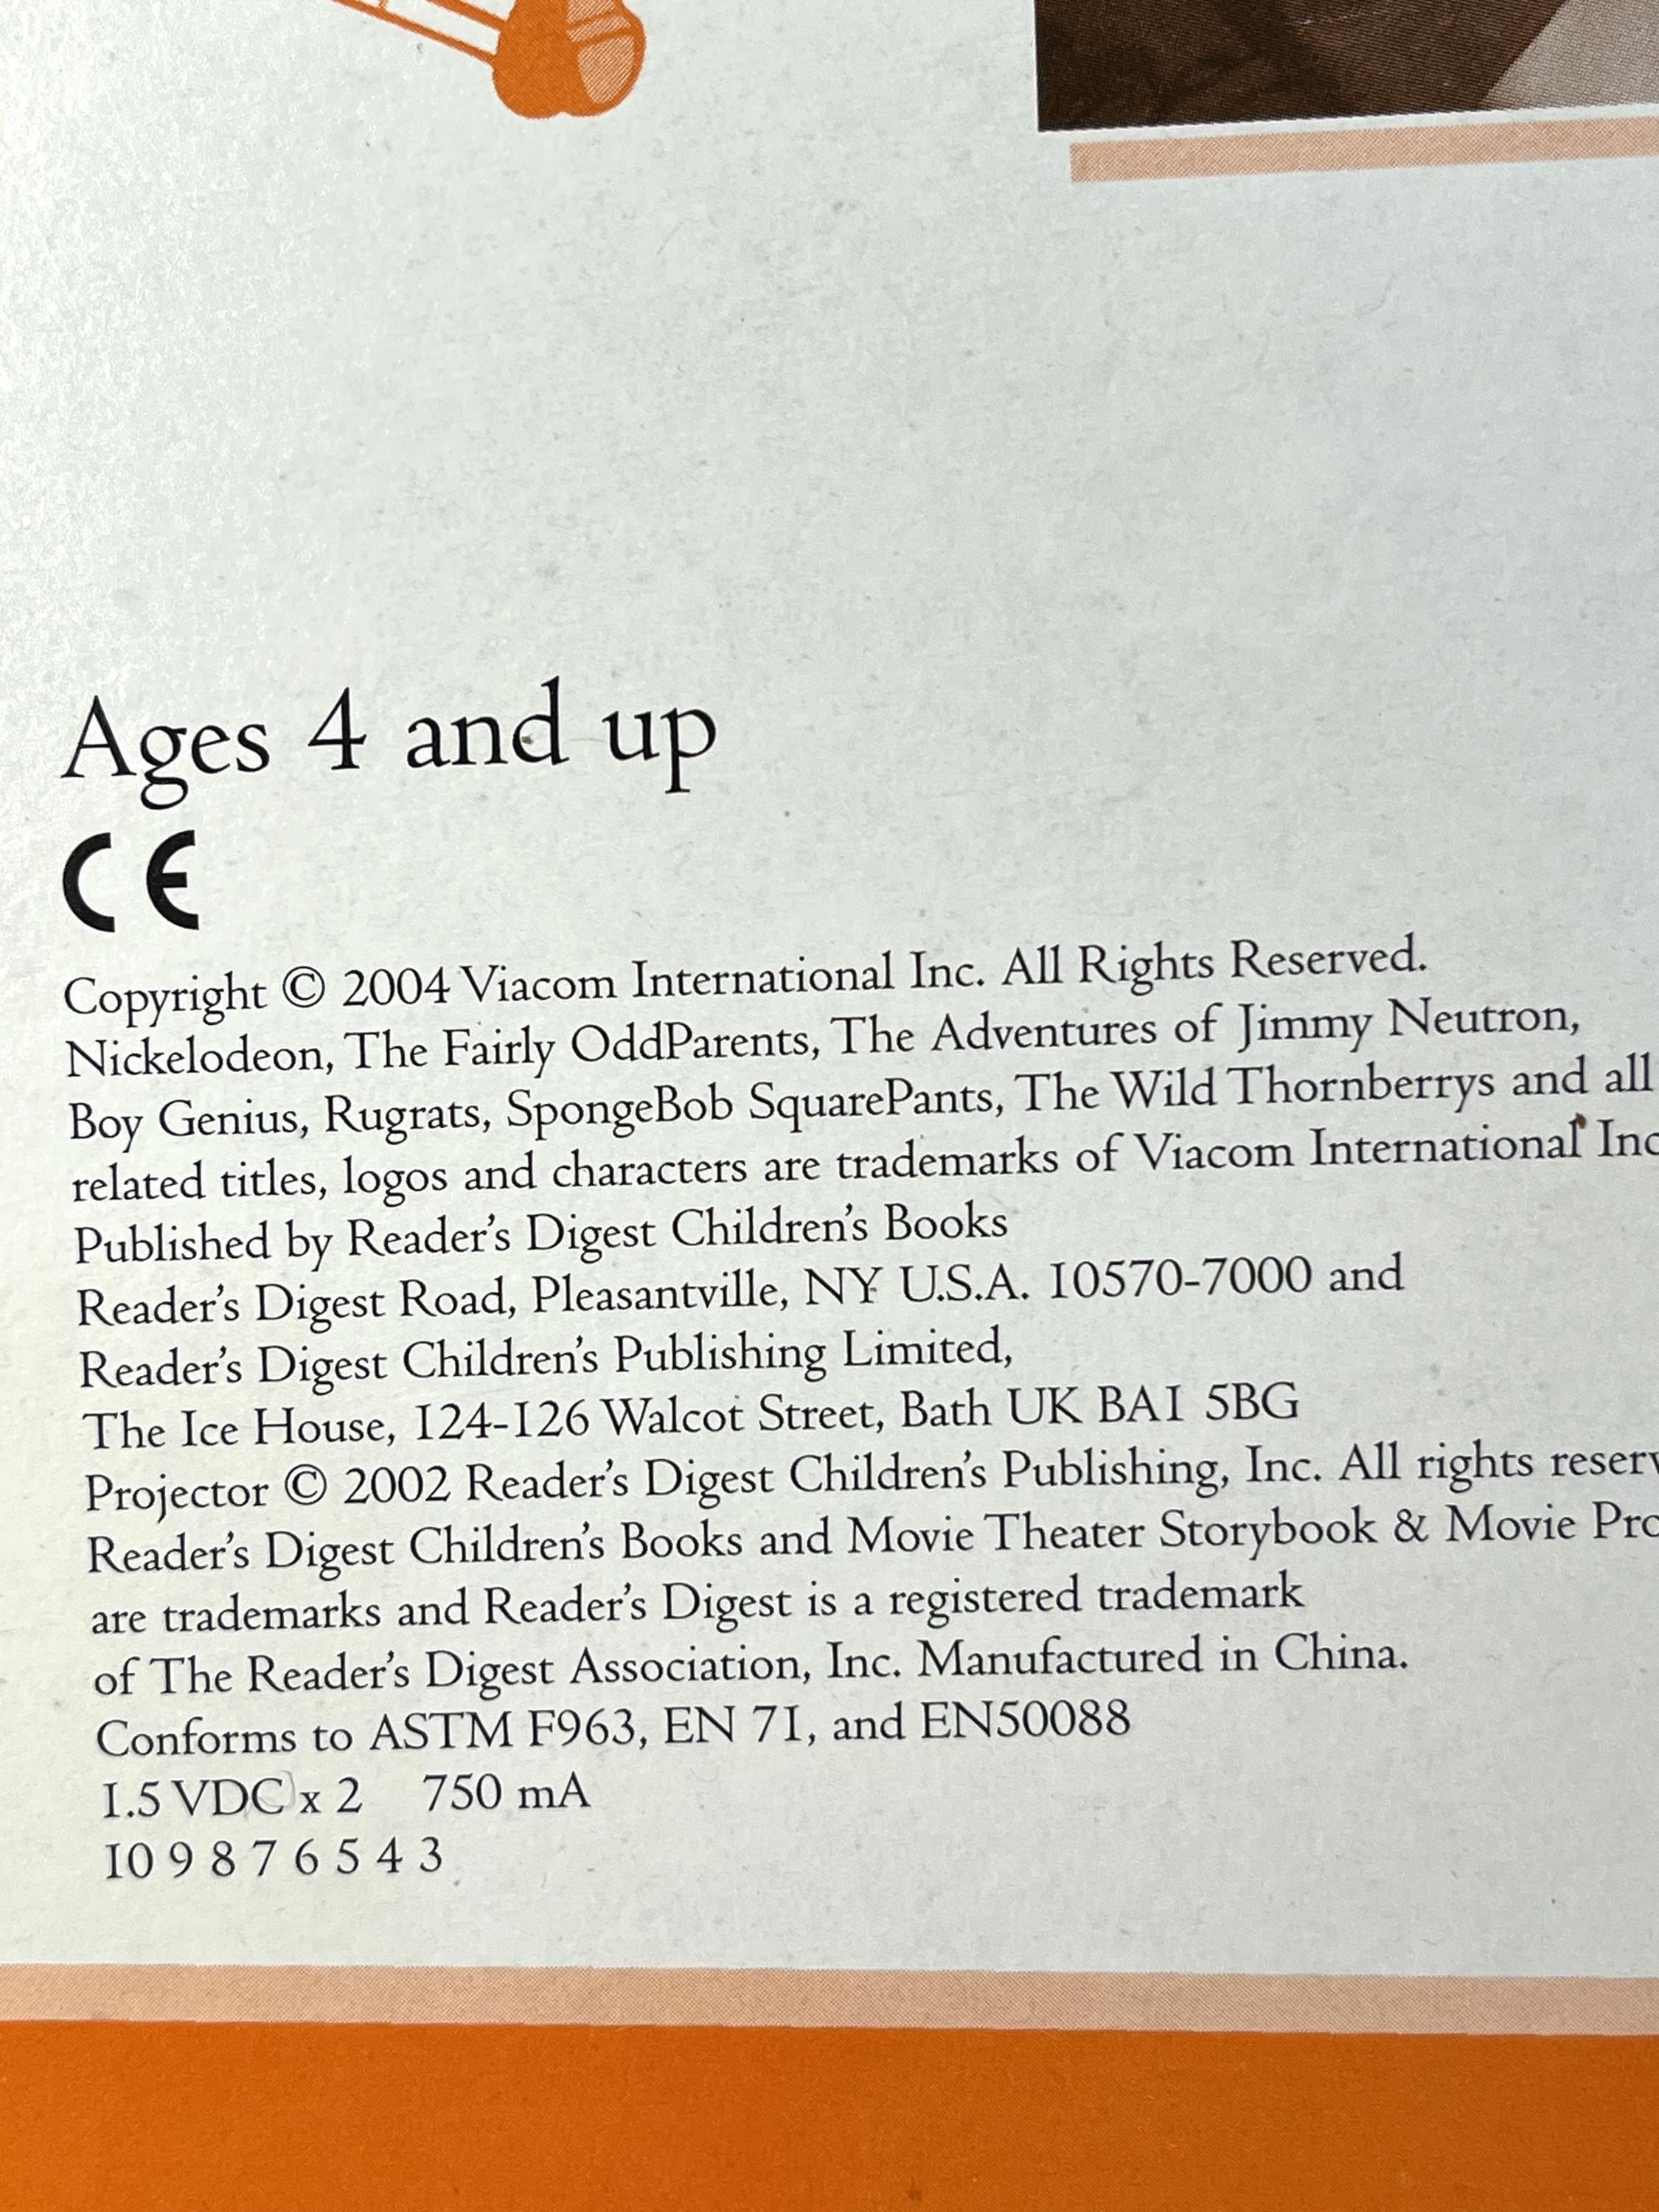 Ages 4 and up
CE
Copyright © 2004 Viacom International Inc. All Rights Reserved.
Nickelodeon, The Fairly OddParents, The Adventures of Jimmy Neutron,
Boy Genius, Rugrats, SpongeBob SquarePants, The Wild Thornberrys and all
related titles, logos and characters are trademarks of Viacom International Inc
Published by Reader's Digest Children's Books
Reader's Digest Road, Pleasantville, NY U.S.A. 10570-7000 and
Reader's Digest Children's Publishing Limited,
The Ice House, 124-126 Walcot Street, Bath UK BA1 5BG
Projector © 2002 Reader's Digest Children's Publishing, Inc. All rights
Reader's Digest Children's Books and Movie Theater Storybook & Movie
are trademarks and Reader's Digest is a registered trademark
of The Reader's Digest Association, Inc. Manufactured in China.
Conforms to ASTM F963, EN 71, and EN50088
1.5 VDC x 2 750 mA
10 9 8 7 6 5 4 3